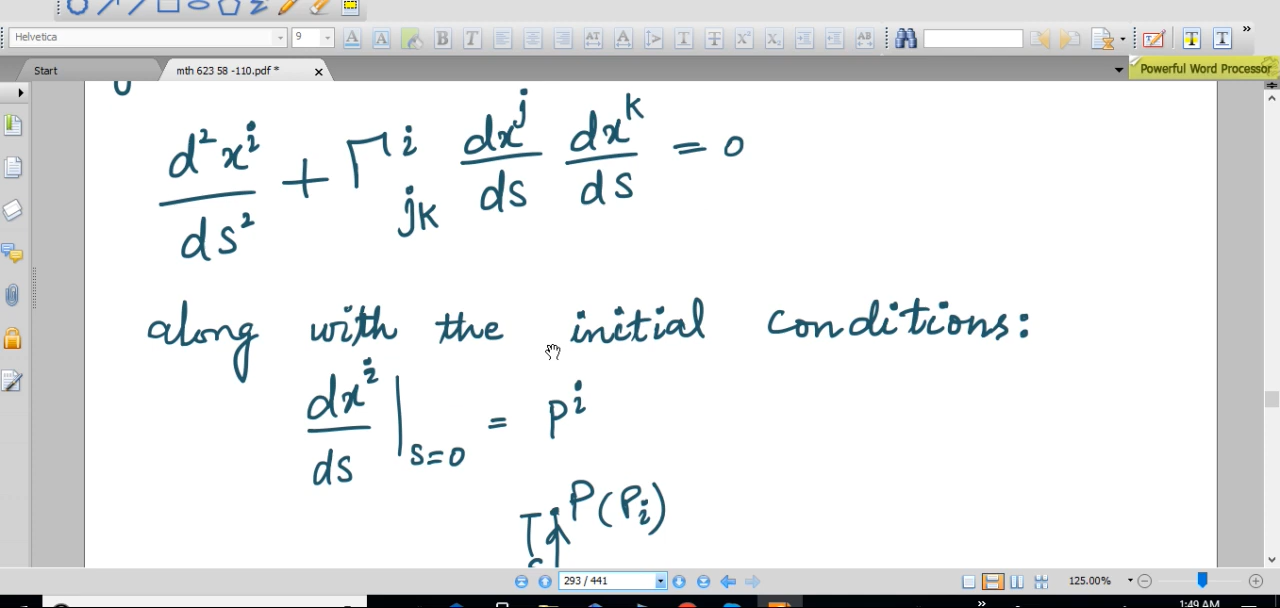 Helvetica 9
Start mth 623 58 -110.pdf * Powerful Word Processor
d²xⁱ/ds² + Γⁱjk dxʲ/ds dxᵏ/ds = 0
along with the initial conditions:
dxⁱ/ds |s=0 = pⁱ
P(Pi)
293 / 441 125.00%
1:49 AM